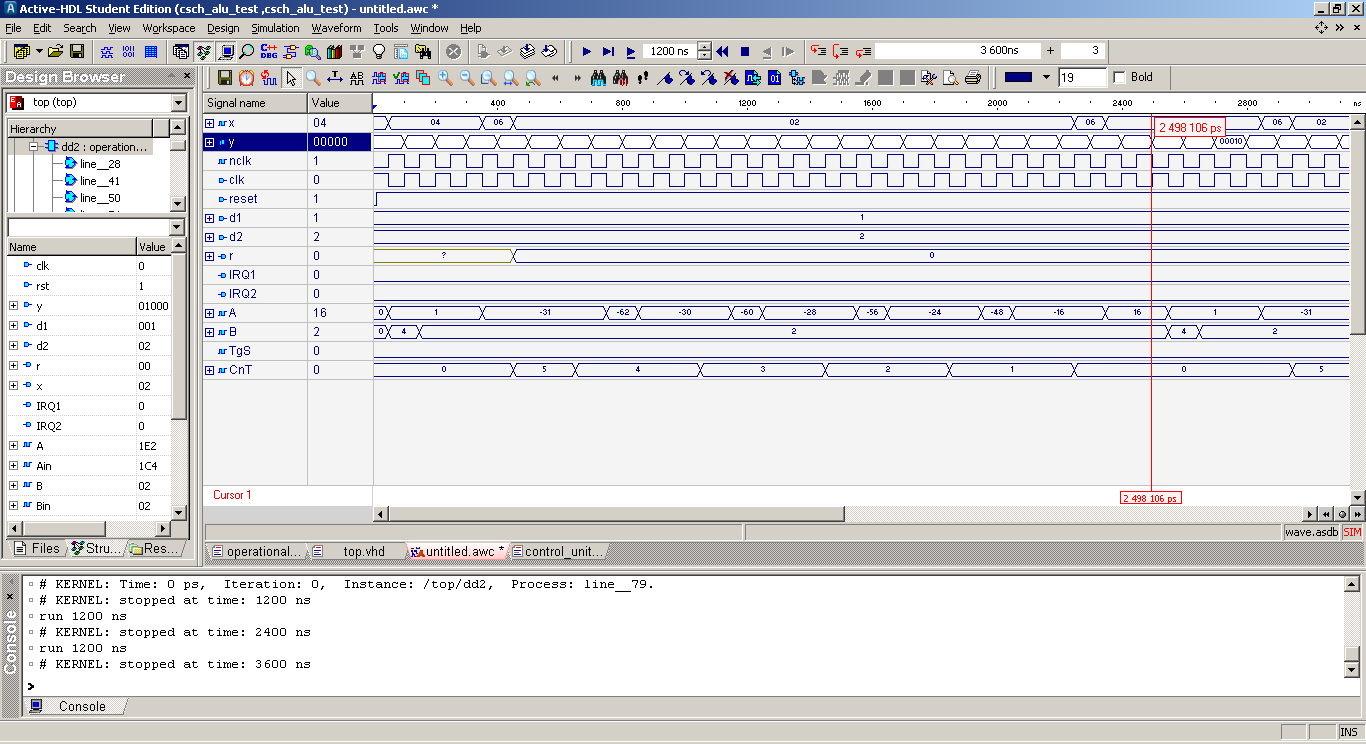 Active-HDL Student Edition (csch_alu_test ,csch_alu_test) - untitled.awc *
File Edit Search View Workspace Design Simulation Waveform Tools Window Help
1200 ns 3 600ns + 3
Design Browser
19 Bold
top (top)
Hierarchy
dd2 : operation...
line__28
line__41
line__50
Name Value
clk 0
rst 1
y 01000
d1 001
d2 02
r 00
x 02
IRQ1 0
IRQ2 0
A 1E2
Ain 1C4
B 02
Bin 02
Files Stru... Res...
Signal name Value 400 800 1200 1600 2000 2400 2800 ns
x 04 04 06 02 06 06 02
2 498 106 ps
y 00000 00010
nclk 1
clk 0
reset 1
d1 1 1
d2 2 2
r 0 ? 0
IRQ1 0
IRQ2 0
A 16 0 1 -31 -62 -30 -60 -28 -56 -24 -48 -16 16 1 -31
B 2 0 4 2 4 2
TgS 0
CnT 0 0 5 4 3 2 1 0 5
Cursor 1 2 498 106 ps
wave.asdb SIM
operational... top.vhd untitled.awc * control_unit...
# KERNEL: Time: 0 ps, Iteration: 0, Instance: /top/dd2, Process: line__79.
# KERNEL: stopped at time: 1200 ns
run 1200 ns
# KERNEL: stopped at time: 2400 ns
run 1200 ns
# KERNEL: stopped at time: 3600 ns
>
Console
Console
INS